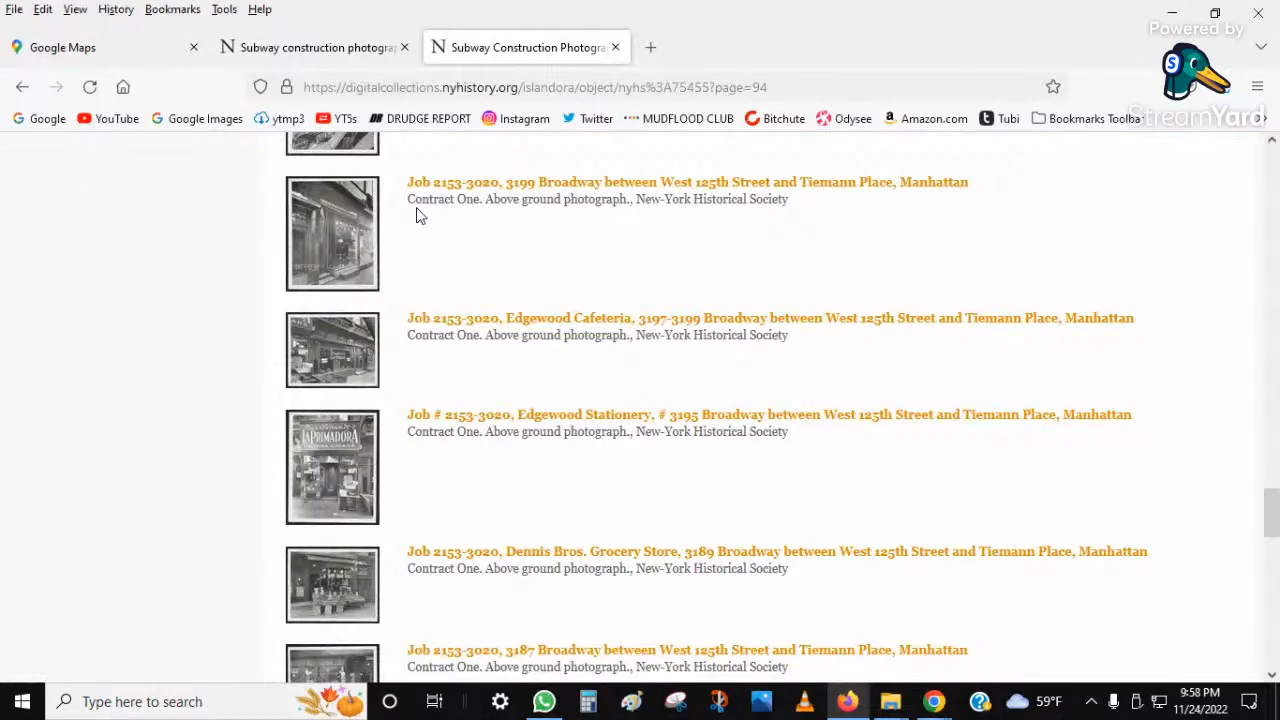 File Edit View History Bookmarks Tools Help
Powered by
Google Maps
Subway construction photogra
Subway Construction Photogra
https://digitalcollections.nyhistory.org/islandora/object/nyhs%3A75455?page=94
Google YouTube Google Images ytmp3 YT5s DRUDGE REPORT Instagram Twitter MUDFLOOD CLUB Bitchute Odysee Amazon.com Tubi Bookmarks Toolba
StreamYard
Job 2153-3020, 3199 Broadway between West 125th Street and Tiemann Place, Manhattan
Contract One. Above ground photograph., New-York Historical Society
Job 2153-3020, Edgewood Cafeteria, 3197-3199 Broadway between West 125th Street and Tiemann Place, Manhattan
Contract One. Above ground photograph., New-York Historical Society
Job # 2153-3020, Edgewood Stationery, # 3195 Broadway between West 125th Street and Tiemann Place, Manhattan
Contract One. Above ground photograph., New-York Historical Society
LA PRIMADORA
Job 2153-3020, Dennis Bros. Grocery Store, 3189 Broadway between West 125th Street and Tiemann Place, Manhattan
Contract One. Above ground photograph., New-York Historical Society
Job 2153-3020, 3187 Broadway between West 125th Street and Tiemann Place, Manhattan
Contract One. Above ground photograph., New-York Historical Society
Type here to search
59°F
9:58 PM
11/24/2022